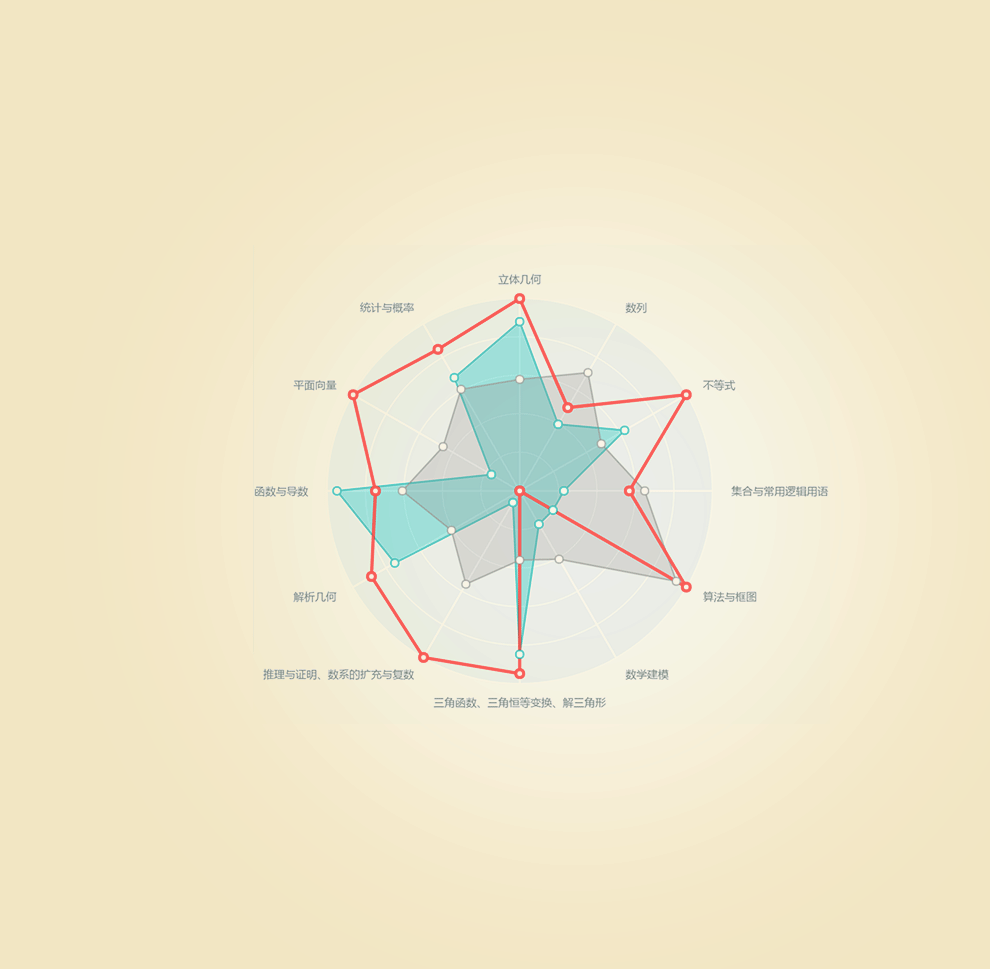 立体几何
统计与概率
数列
平面向量
不等式
函数与导数
集合与常用逻辑用语
解析几何
算法与框图
推理与证明、数系的扩充与复数
数学建模
三角函数、三角恒等变换、解三角形